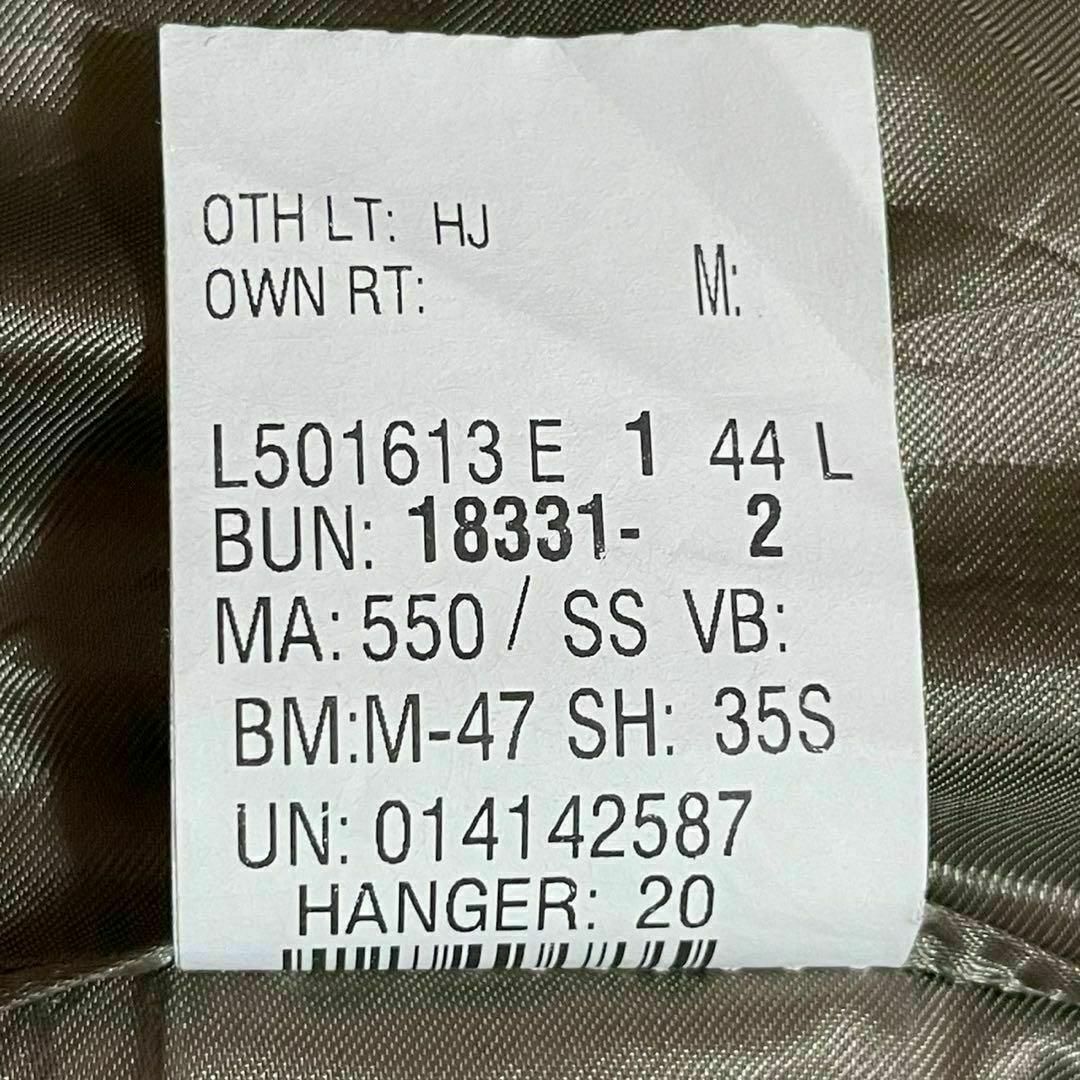 OTH LT: HJ
OWN RT: M:
L501613 E 1 44 L
BUN: 18331- 2
MA: 550 / SS VB:
BM:M-47 SH: 35S
UN: 014142587
HANGER: 20